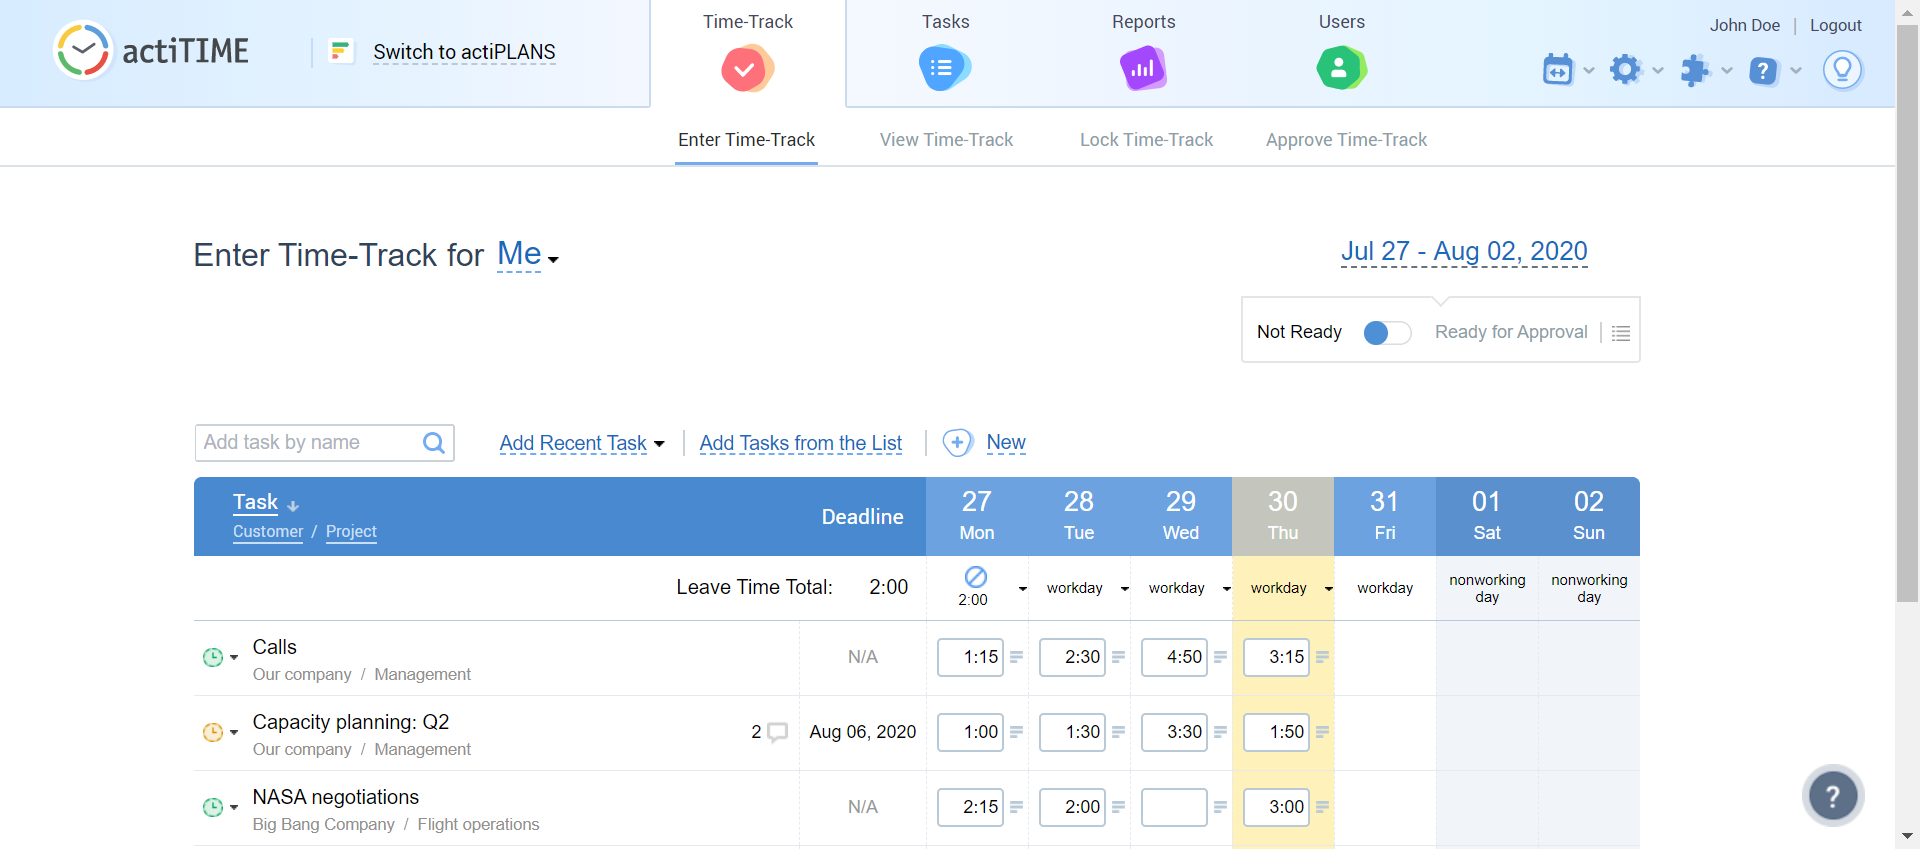 actiTIME
Switch to actiPLANS
Time-Track
Tasks
Reports
Users
John Doe | Logout
Enter Time-Track
View Time-Track
Lock Time-Track
Approve Time-Track
Enter Time-Track for Me
Jul 27 - Aug 02, 2020
Not Ready
Ready for Approval
Add task by name
Add Recent Task
Add Tasks from the List
New
Task
Customer / Project
Deadline
27 Mon
28 Tue
29 Wed
30 Thu
31 Fri
01 Sat
02 Sun
Leave Time Total: 2:00
2:00
workday
workday
workday
workday
nonworking day
nonworking day
Calls
Our company / Management
N/A
1:15
2:30
4:50
3:15
Capacity planning: Q2
Our company / Management
2
Aug 06, 2020
1:00
1:30
3:30
1:50
NASA negotiations
Big Bang Company / Flight operations
N/A
2:15
2:00
3:00
?
?